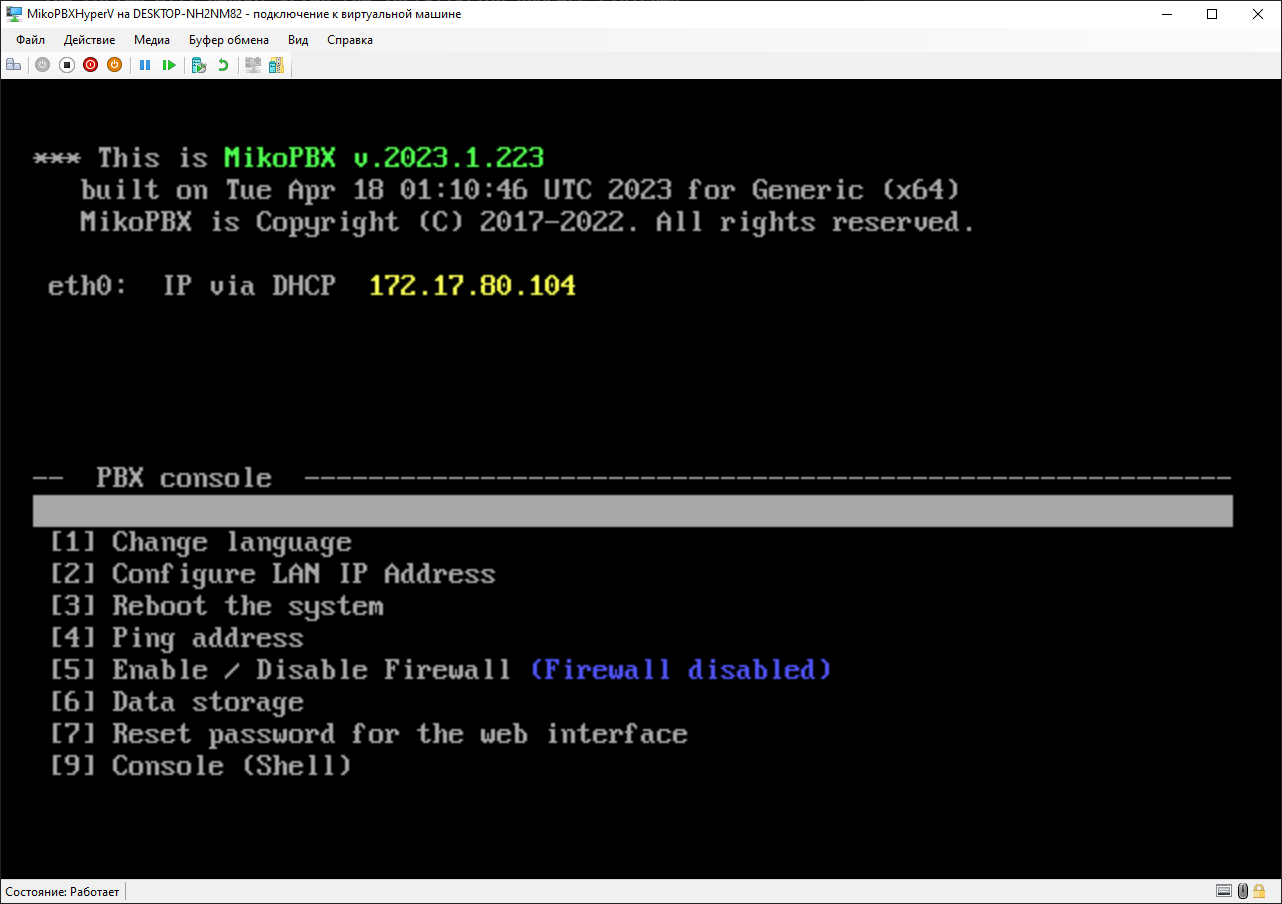 MikoPBXHyperV на DESKTOP-NH2NM82 - подключение к виртуальной машине
Файл Действие Медиа Буфер обмена Вид Справка
*** This is MikoPBX v.2023.1.223
built on Tue Apr 18 01:10:46 UTC 2023 for Generic (x64)
MikoPBX is Copyright (C) 2017-2022. All rights reserved.
eth0: IP via DHCP 172.17.80.104
-- PBX console ----------------------------------------------------------
[1] Change language
[2] Configure LAN IP Address
[3] Reboot the system
[4] Ping address
[5] Enable / Disable Firewall (Firewall disabled)
[6] Data storage
[7] Reset password for the web interface
[9] Console (Shell)
Состояние: Работает